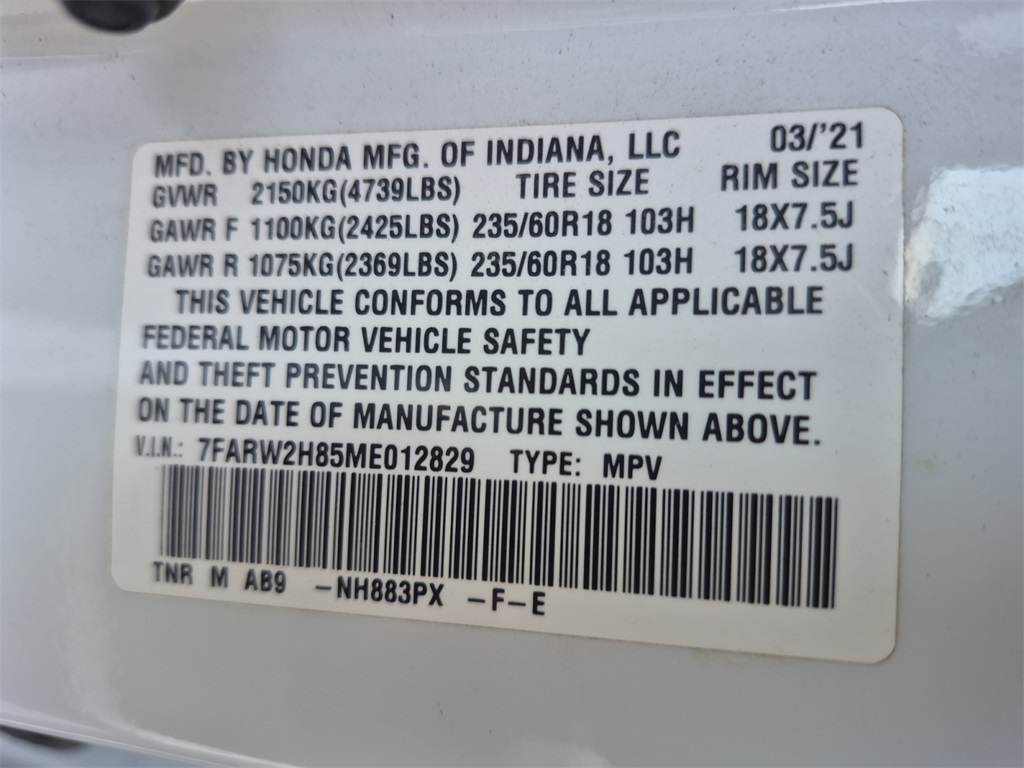 MFD. BY HONDA MFG. OF INDIANA, LLC 03/'21
GVWR 2150KG(4739LBS) TIRE SIZE RIM SIZE
GAWR F 1100KG(2425LBS) 235/60R18 103H 18X7.5J
GAWR R 1075KG(2369LBS) 235/60R18 103H 18X7.5J
THIS VEHICLE CONFORMS TO ALL APPLICABLE
FEDERAL MOTOR VEHICLE SAFETY
AND THEFT PREVENTION STANDARDS IN EFFECT
ON THE DATE OF MANUFACTURE SHOWN ABOVE.
V.I.N.: 7FARW2H85ME012829 TYPE: MPV
TNR M AB9 -NH883PX -F-E